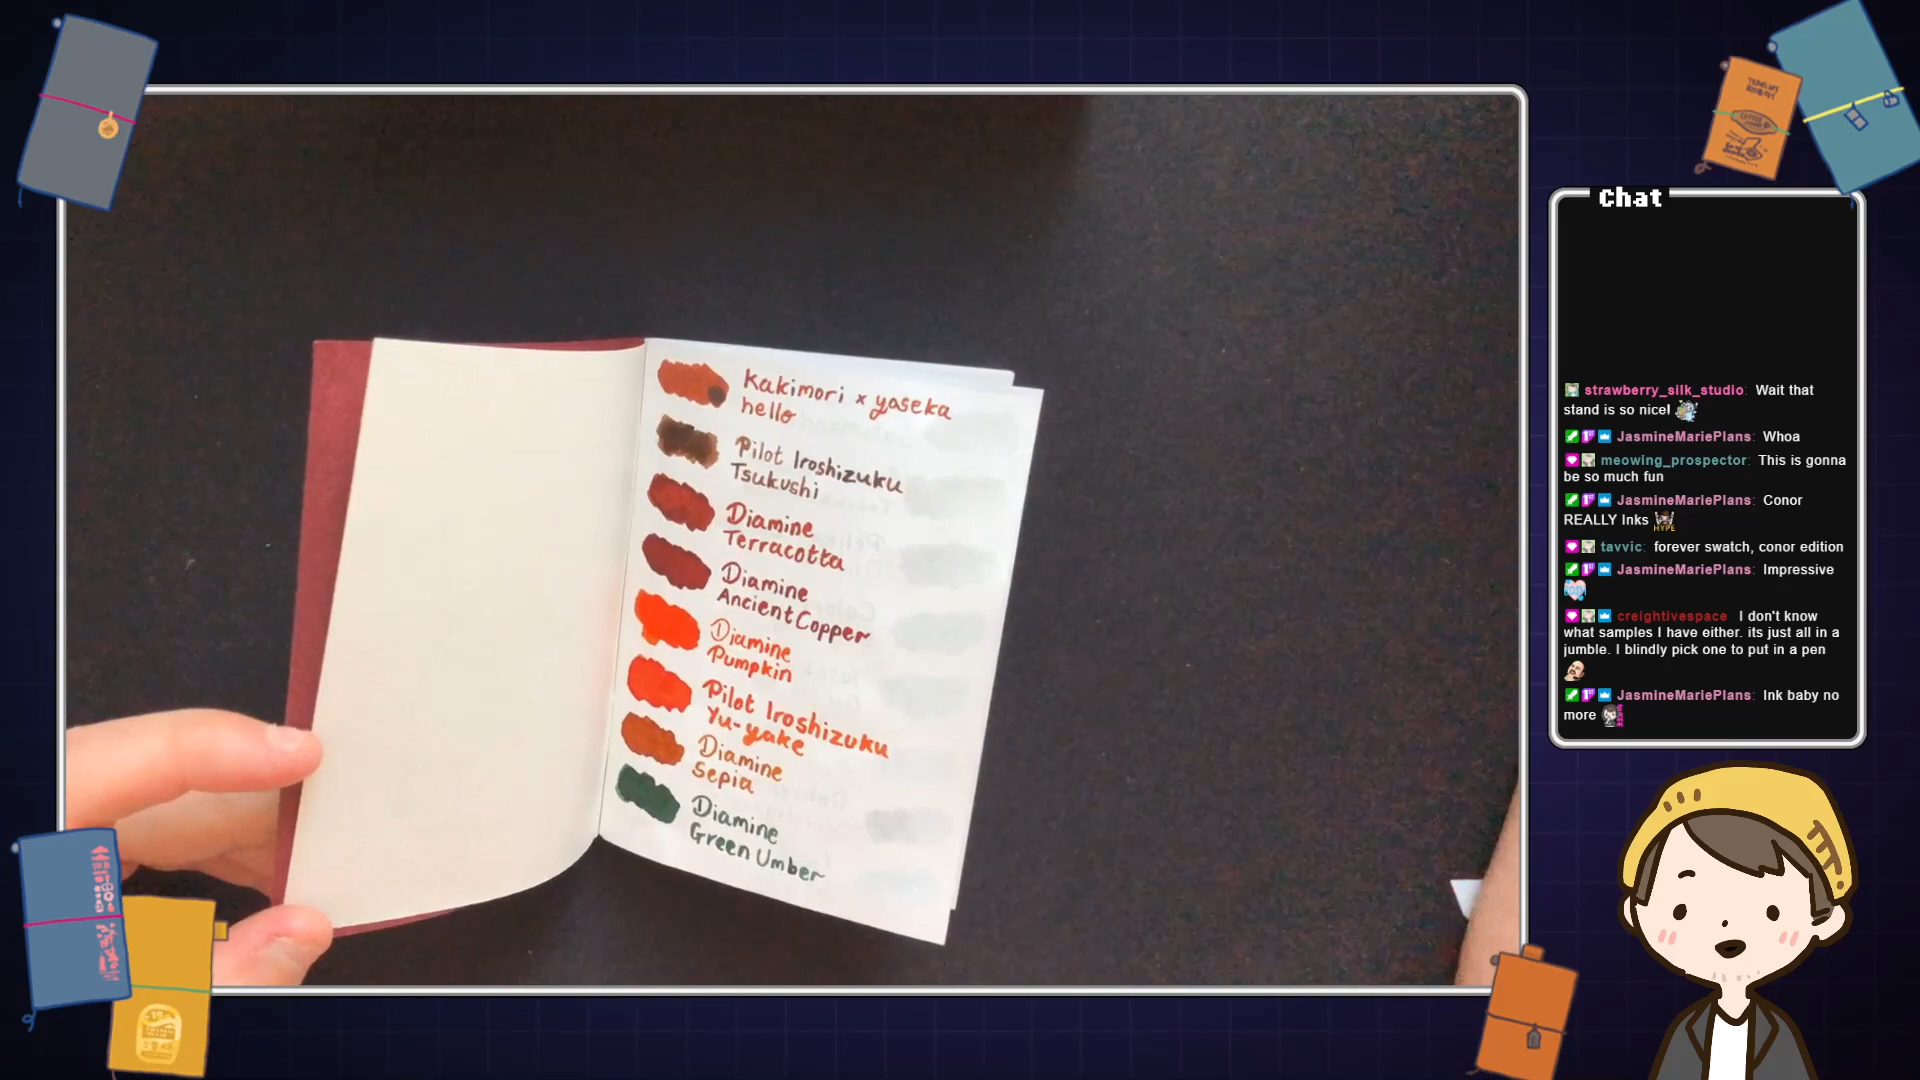 Kakimori x yaseka
hello
Pilot Iroshizuku
Tsukushi
Diamine
Terracotta
Diamine
Ancient Copper
Diamine
Pumpkin
Pilot Iroshizuku
Yu-yake
Diamine
Sepia
Diamine
Green Umber
chat
strawberry_silk_studio: Wait that
stand is so nice!
JasmineMariePlans: Whoa
meowing_prospector: This is gonna
be so much fun
JasmineMariePlans: Conor
REALLY Inks HYPE
tavvic: forever swatch, conor edition
JasmineMariePlans: Impressive
creightivespace I don't know
what samples I have either. its just all in a
jumble. I blindly pick one to put in a pen
JasmineMariePlans: Ink baby no
more